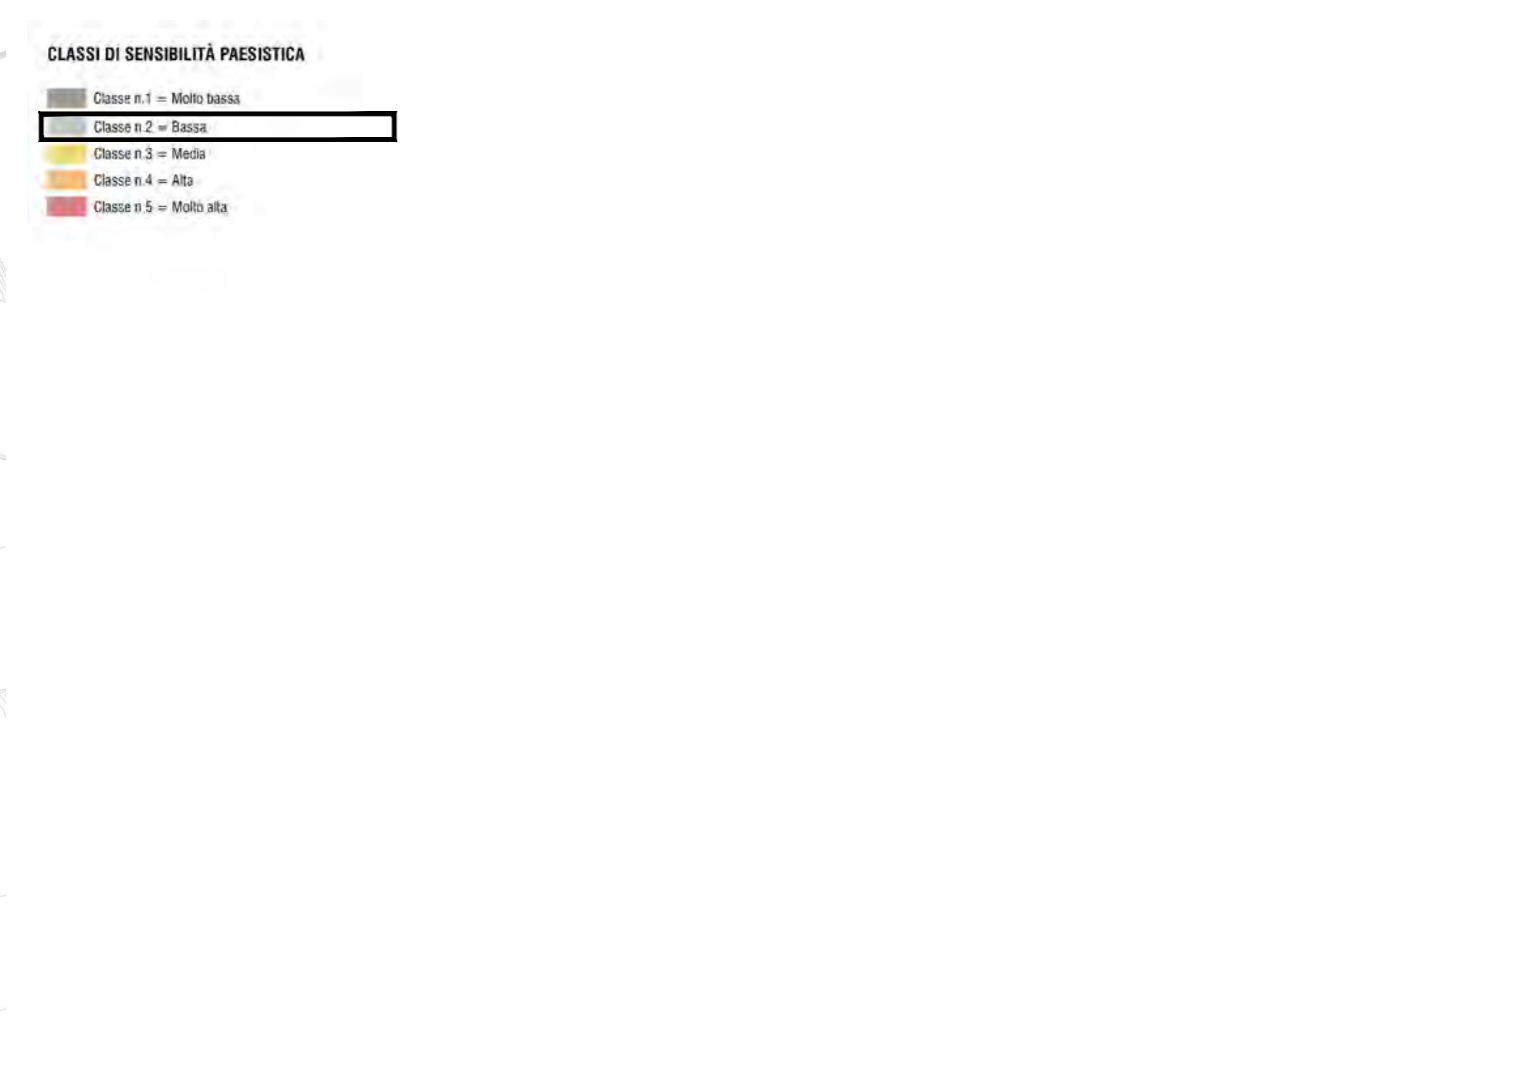 CLASSI DI SENSIBILITÀ PAESISTICA
Classe n.1 = Molto bassa
Classe n.2 = Bassa
Classe n.3 = Media
Classe n.4 = Alta
Classe n.5 = Molto alta